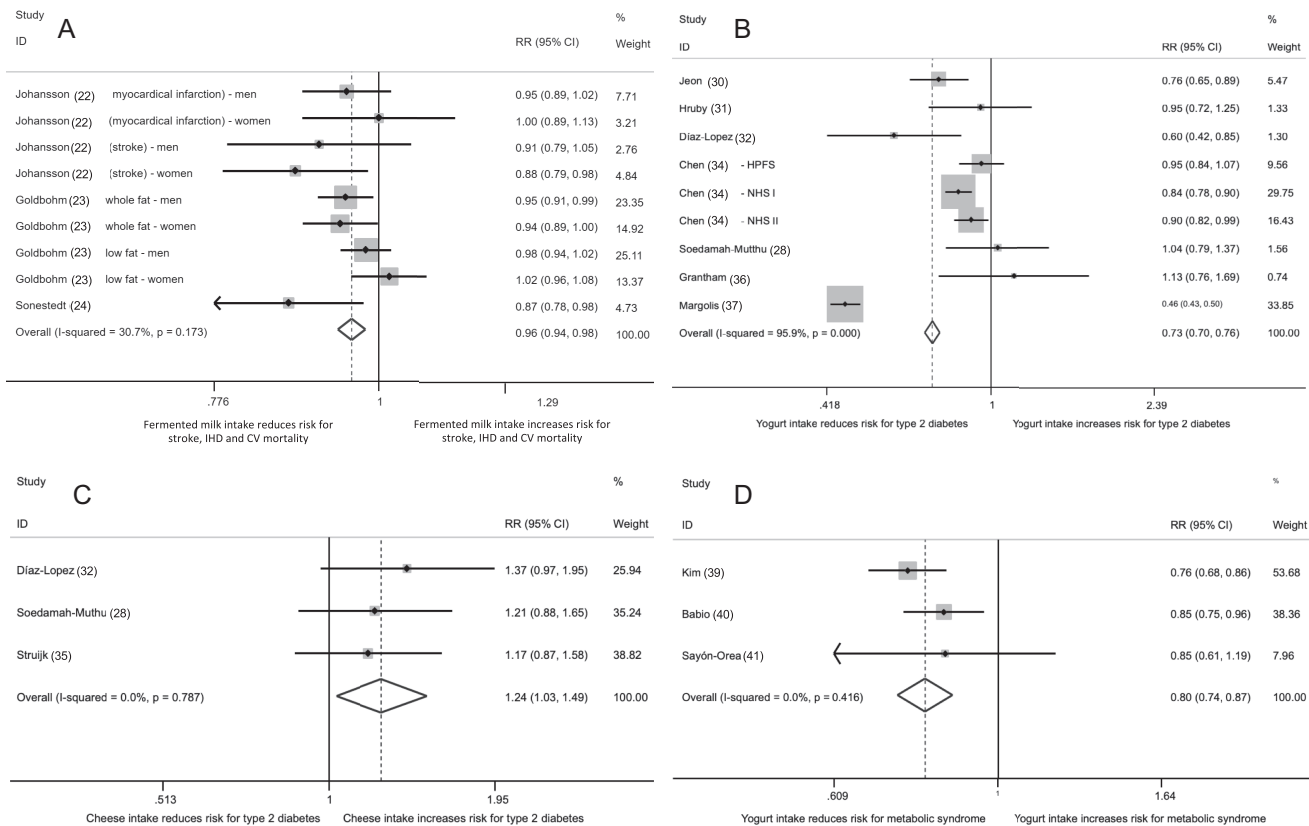 A
Study %
ID RR (95% CI) Weight
Johansson (22) myocardial infarction) - men 0.95 (0.89, 1.02) 7.71
Johansson (22) (myocardial infarction) - women 1.00 (0.89, 1.13) 3.21
Johansson (22) (stroke) - men 0.91 (0.79, 1.05) 2.76
Johansson (22) (stroke) - women 0.88 (0.79, 0.98) 4.84
Goldbohm (23) whole fat - men 0.95 (0.91, 0.99) 23.35
Goldbohm (23) whole fat - women 0.94 (0.89, 1.00) 14.92
Goldbohm (23) low fat - men 0.98 (0.94, 1.02) 25.11
Goldbohm (23) low fat - women 1.02 (0.96, 1.08) 13.37
Sonestedt (24) 0.87 (0.78, 0.98) 4.73
Overall (I-squared = 30.7%, p = 0.173) 0.96 (0.94, 0.98) 100.00
.776 1 1.29
Fermented milk intake reduces risk for
stroke, IHD and CV mortality
Fermented milk intake increases risk for
stroke, IHD and CV mortality
B
Study %
ID RR (95% CI) Weight
Jeon (30) 0.76 (0.65, 0.89) 5.47
Hruby (31) 0.95 (0.72, 1.25) 1.33
Díaz-Lopez (32) 0.60 (0.42, 0.85) 1.30
Chen (34) - HPFS 0.95 (0.84, 1.07) 9.56
Chen (34) - NHS I 0.84 (0.78, 0.90) 29.75
Chen (34) - NHS II 0.90 (0.82, 0.99) 16.43
Soedamah-Mutthu (28) 1.04 (0.79, 1.37) 1.56
Grantham (36) 1.13 (0.76, 1.69) 0.74
Margolis (37) 0.46 (0.43, 0.50) 33.85
Overall (I-squared = 95.9%, p = 0.000) 0.73 (0.70, 0.76) 100.00
.418 1 2.39
Yogurt intake reduces risk for type 2 diabetes Yogurt intake increases risk for type 2 diabetes
C
Study %
ID RR (95% CI) Weight
Díaz-Lopez (32) 1.37 (0.97, 1.95) 25.94
Soedamah-Muthu (28) 1.21 (0.88, 1.65) 35.24
Struijk (35) 1.17 (0.87, 1.58) 38.82
Overall (I-squared = 0.0%, p = 0.787) 1.24 (1.03, 1.49) 100.00
.513 1 1.95
Cheese intake reduces risk for type 2 diabetes Cheese intake increases risk for type 2 diabetes
D
Study %
ID RR (95% CI) Weight
Kim (39) 0.76 (0.68, 0.86) 53.68
Babio (40) 0.85 (0.75, 0.96) 38.36
Sayón-Orea (41) 0.85 (0.61, 1.19) 7.96
Overall (I-squared = 0.0%, p = 0.416) 0.80 (0.74, 0.87) 100.00
.609 1 1.64
Yogurt intake reduces risk for metabolic syndrome Yogurt intake increases risk for metabolic syndrome